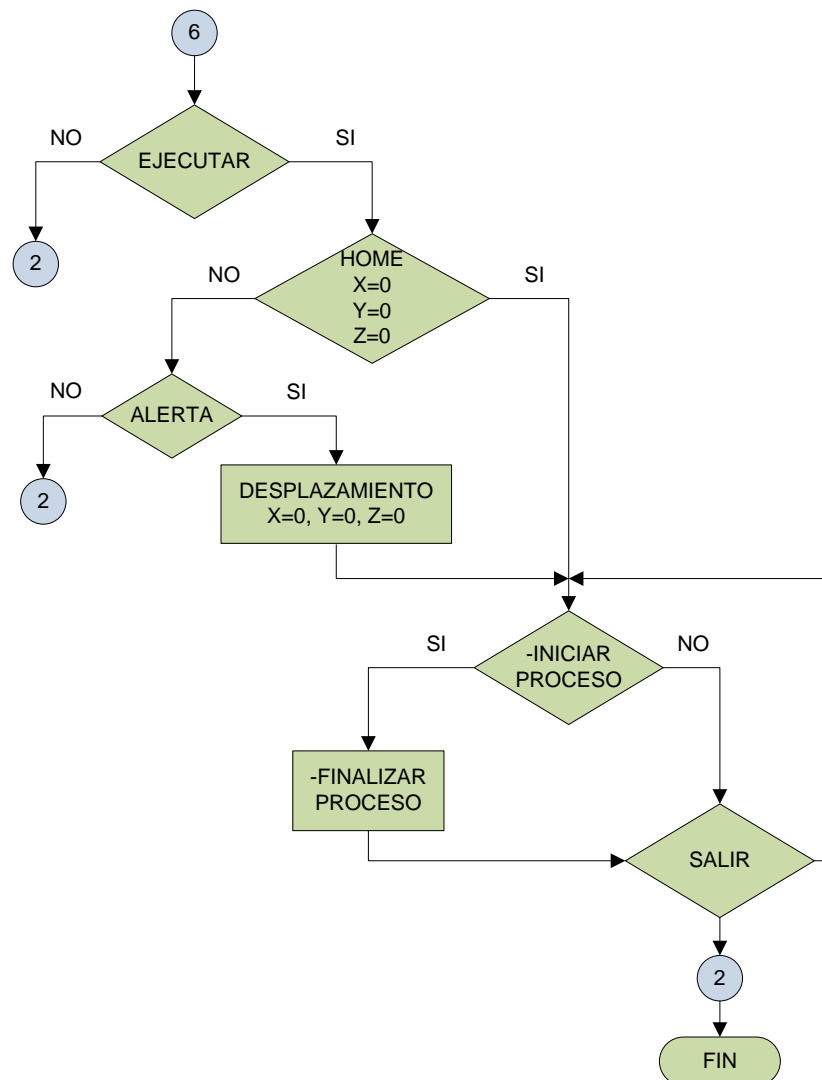 6
NO
SI
EJECUTAR
2
HOME
X=0
Y=0
Z=0
NO
SI
NO
SI
ALERTA
2
DESPLAZAMIENTO
X=0, Y=0, Z=0
SI
NO
-INICIAR
PROCESO
-FINALIZAR
PROCESO
SALIR
2
FIN